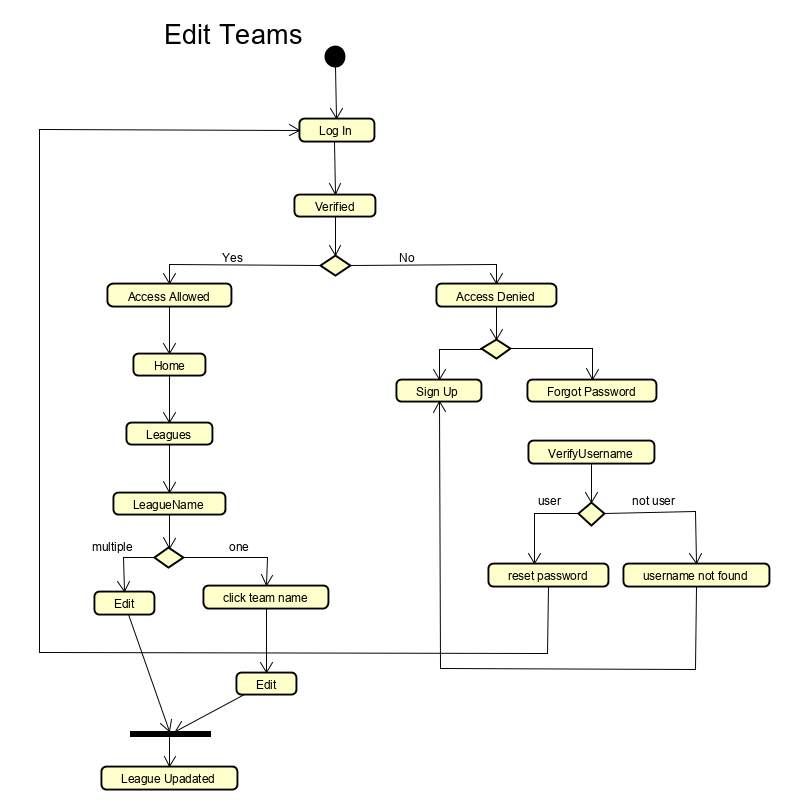 Edit Teams
Log In
Verified
Yes
No
Access Allowed
Access Denied
Home
Sign Up
Forgot Password
Leagues
VerifyUsername
LeagueName
user
not user
multiple
one
reset password
username not found
Edit
click team name
Edit
League Upadated